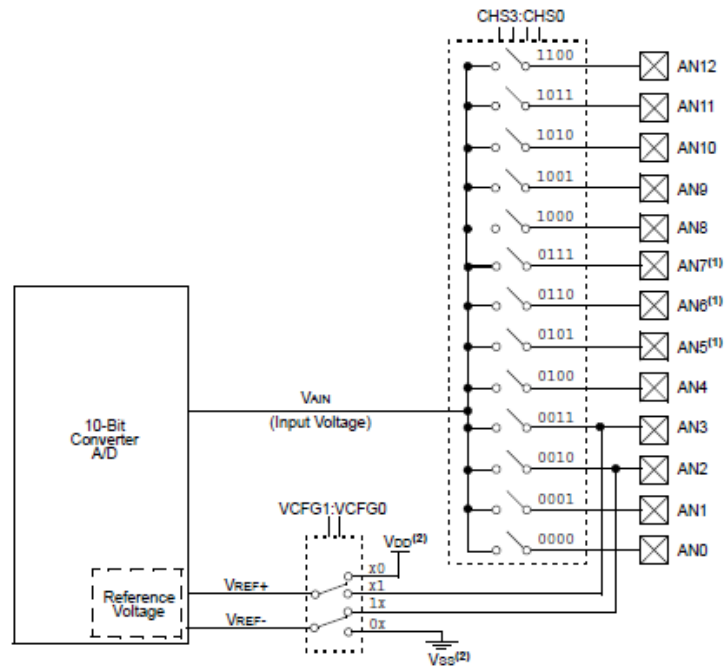 CHS3:CHS0
1100 AN12
1011 AN11
1010 AN10
1001 AN9
1000 AN8
0111 AN7(1)
0110 AN6(1)
0101 AN5(1)
0100 AN4
VAIN
(Input Voltage)
10-Bit
Converter
A/D
0011 AN3
0010 AN2
0001 AN1
0000 AN0
VCFG1:VCFG0
VDD(2)
Reference
Voltage
VREF+
VREF-
x0
x1
1x
0x
VSS(2)